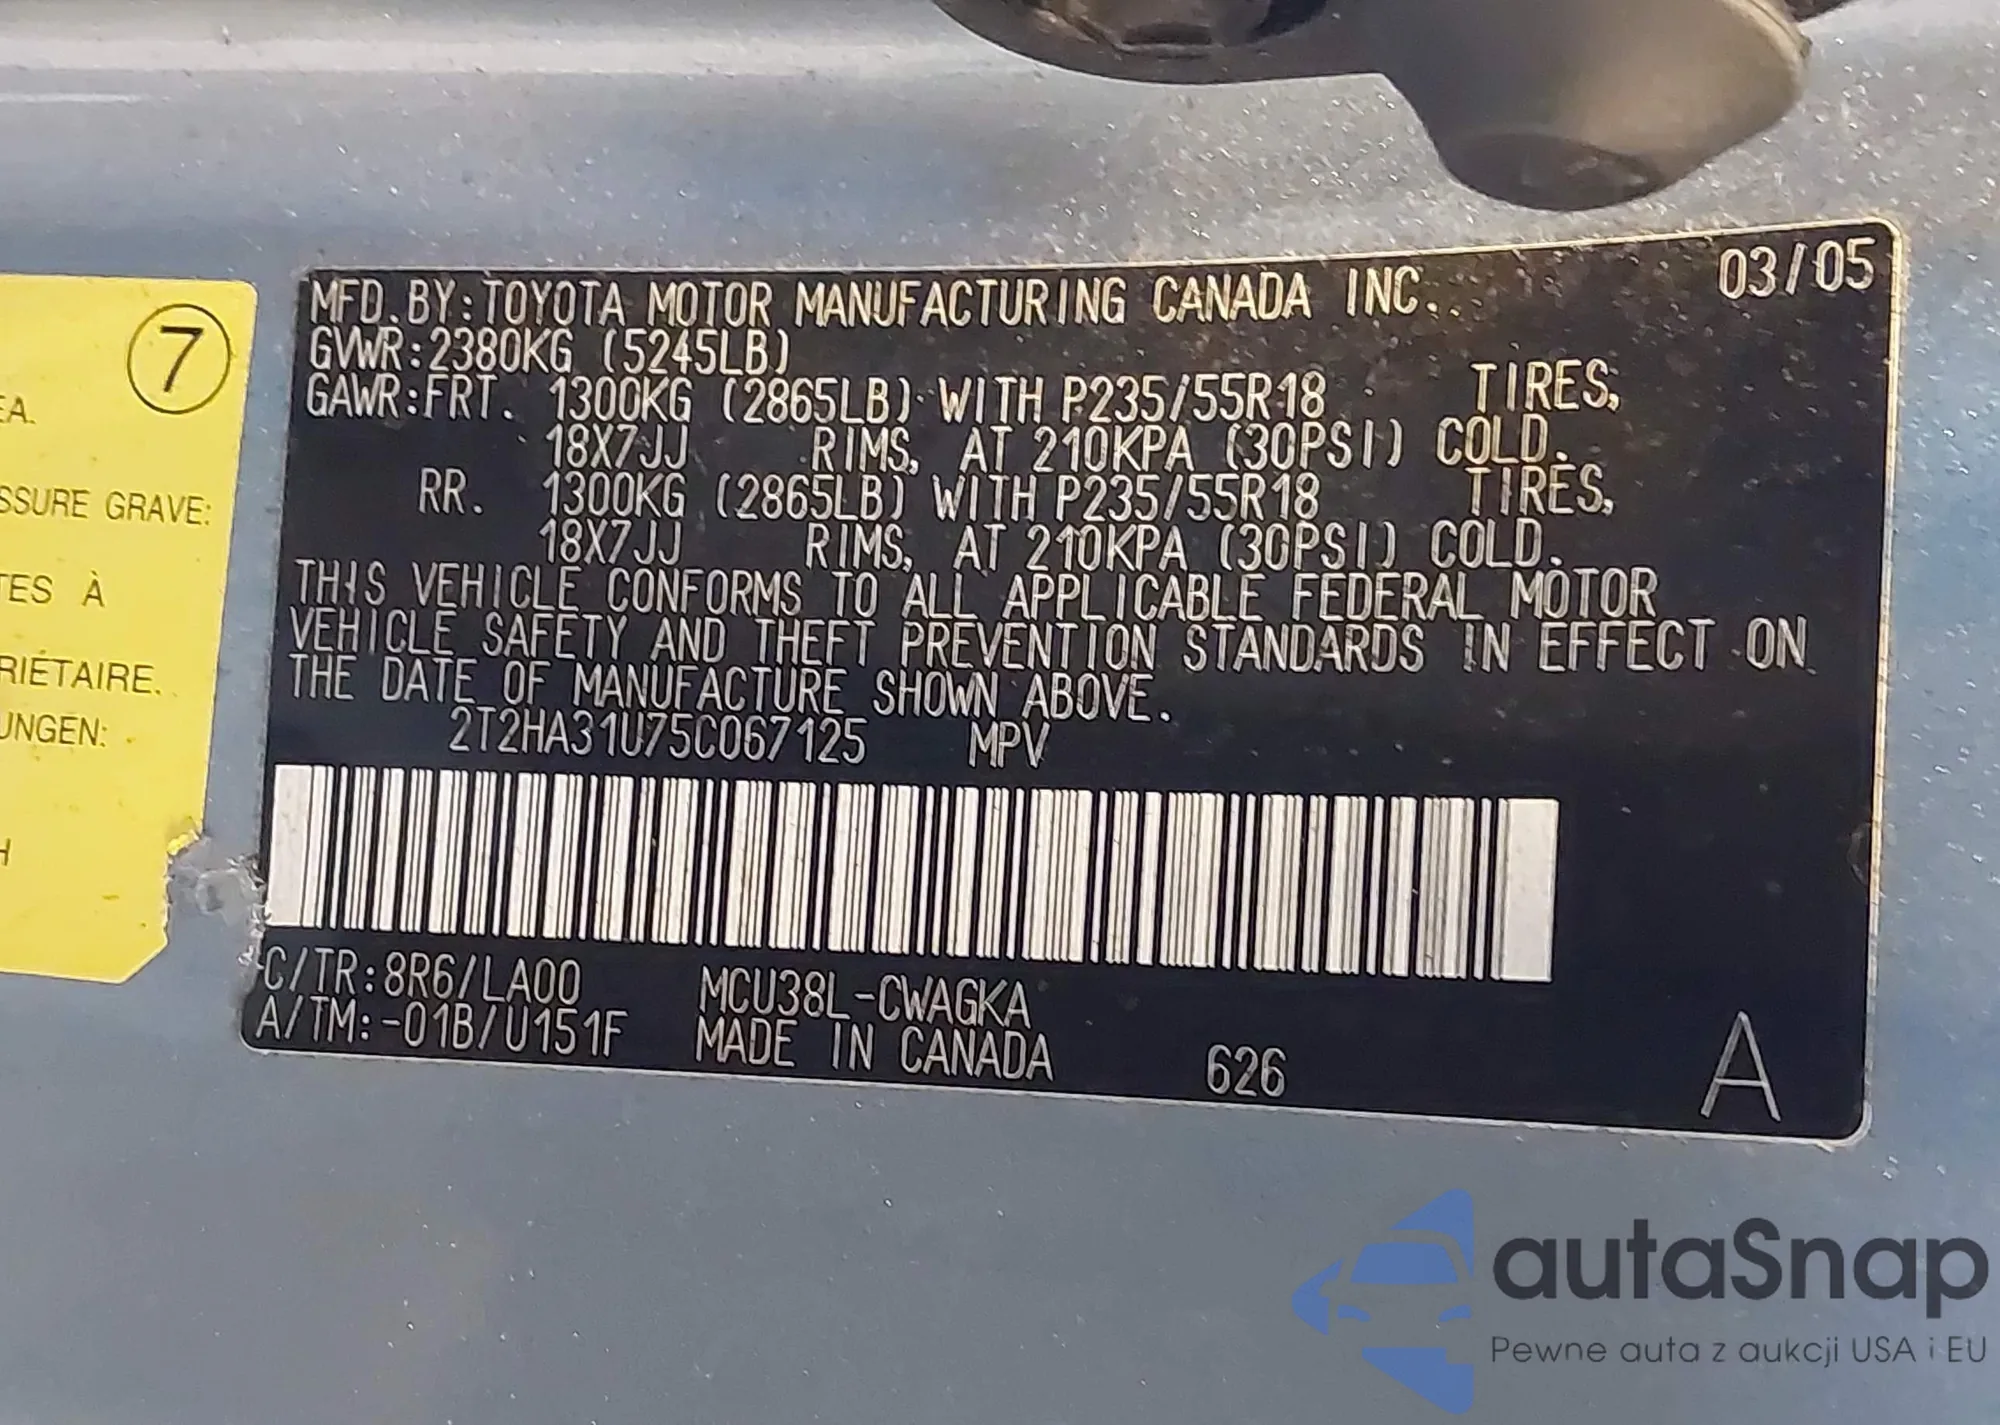 7
EA.
SSURE GRAVE:
TES À
RIÉTAIRE.
UNGEN:
H
MFD. BY: TOYOTA MOTOR MANUFACTURING CANADA INC. 03/05
GVWR: 2380KG (5245LB)
GAWR: FRT. 1300KG (2865LB) WITH P235/55R18 TIRES,
18X7JJ RIMS, AT 210KPA (30PSI) COLD.
RR. 1300KG (2865LB) WITH P235/55R18 TIRES,
18X7JJ RIMS, AT 210KPA (30PSI) COLD.
THIS VEHICLE CONFORMS TO ALL APPLICABLE FEDERAL MOTOR
VEHICLE SAFETY AND THEFT PREVENTION STANDARDS IN EFFECT ON
THE DATE OF MANUFACTURE SHOWN ABOVE.
2T2HA31U75C067125 MPV
C/TR: 8R6/LA00 MCU38L-CWAGKA
A/TM: -01B/U151F MADE IN CANADA 626 A
autaSnap
Pewne auta z aukcji USA i EU